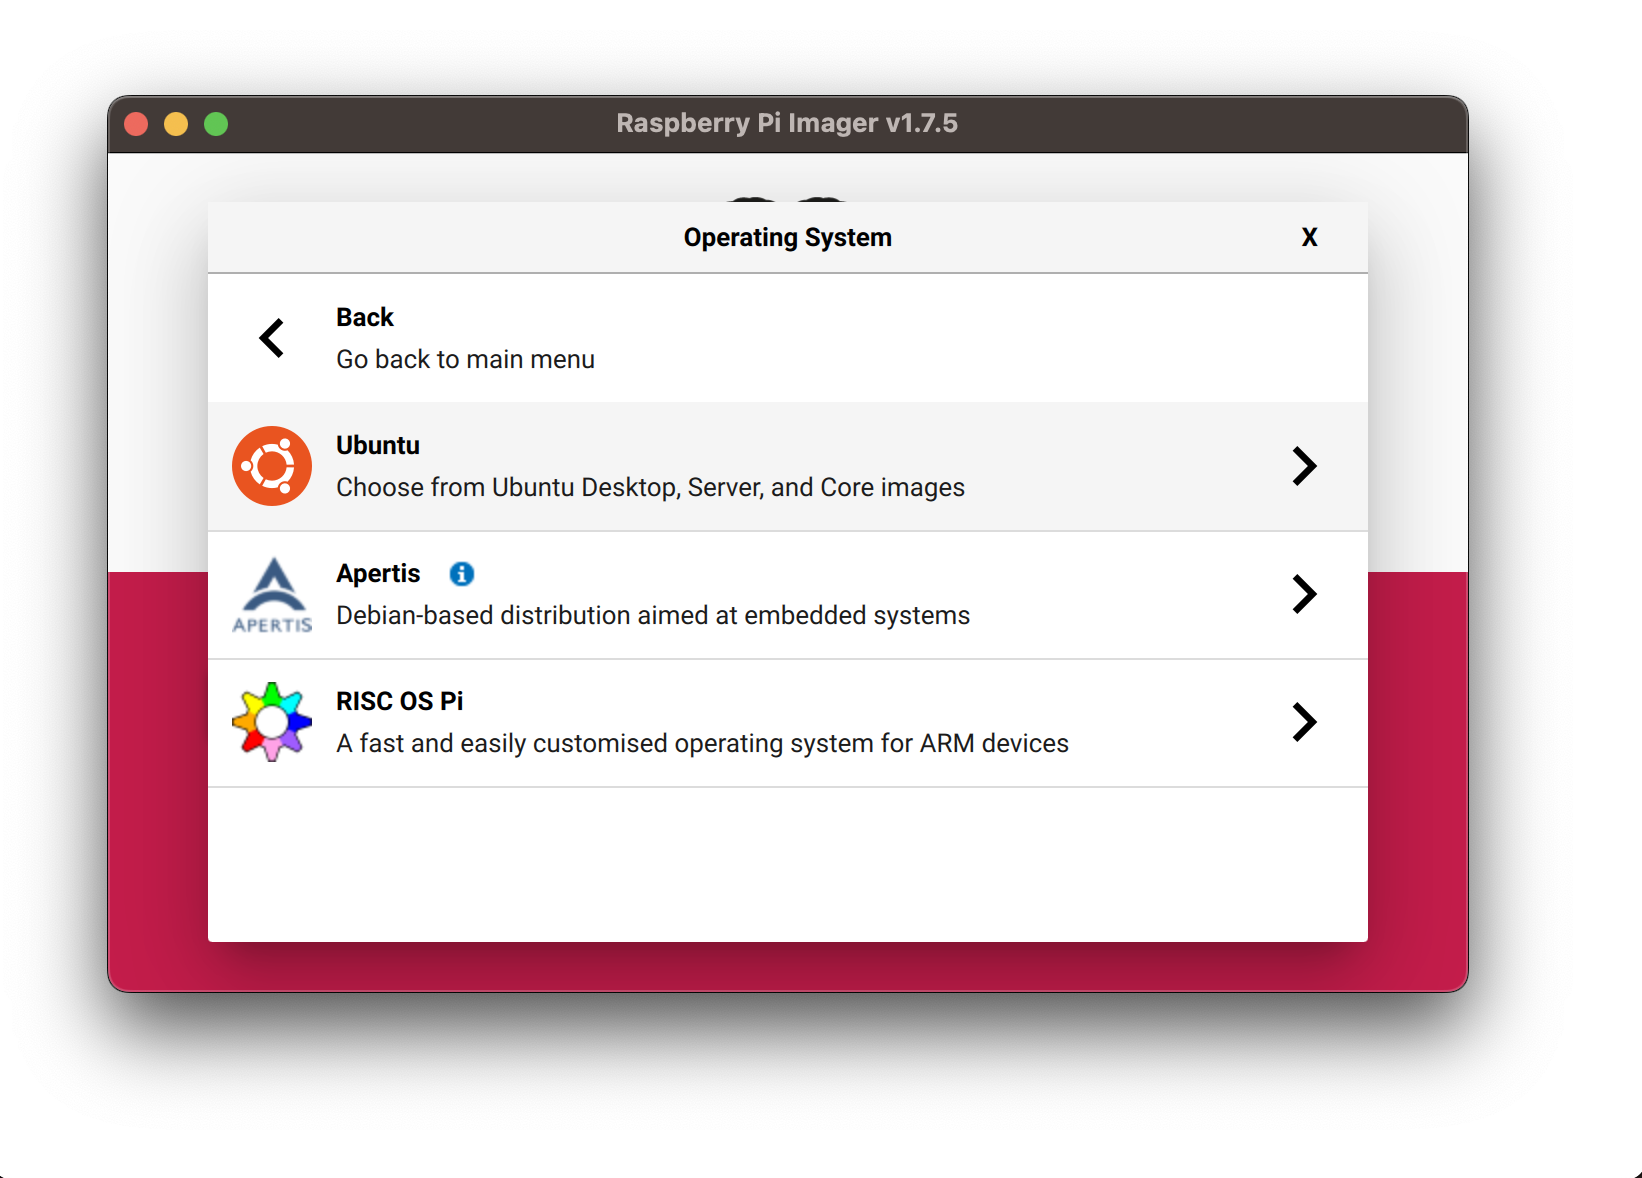 Raspberry Pi Imager v1.7.5
Operating System
X
Back
Go back to main menu
Ubuntu
Choose from Ubuntu Desktop, Server, and Core images
Apertis
Debian-based distribution aimed at embedded systems
APERTIS
RISC OS Pi
A fast and easily customised operating system for ARM devices